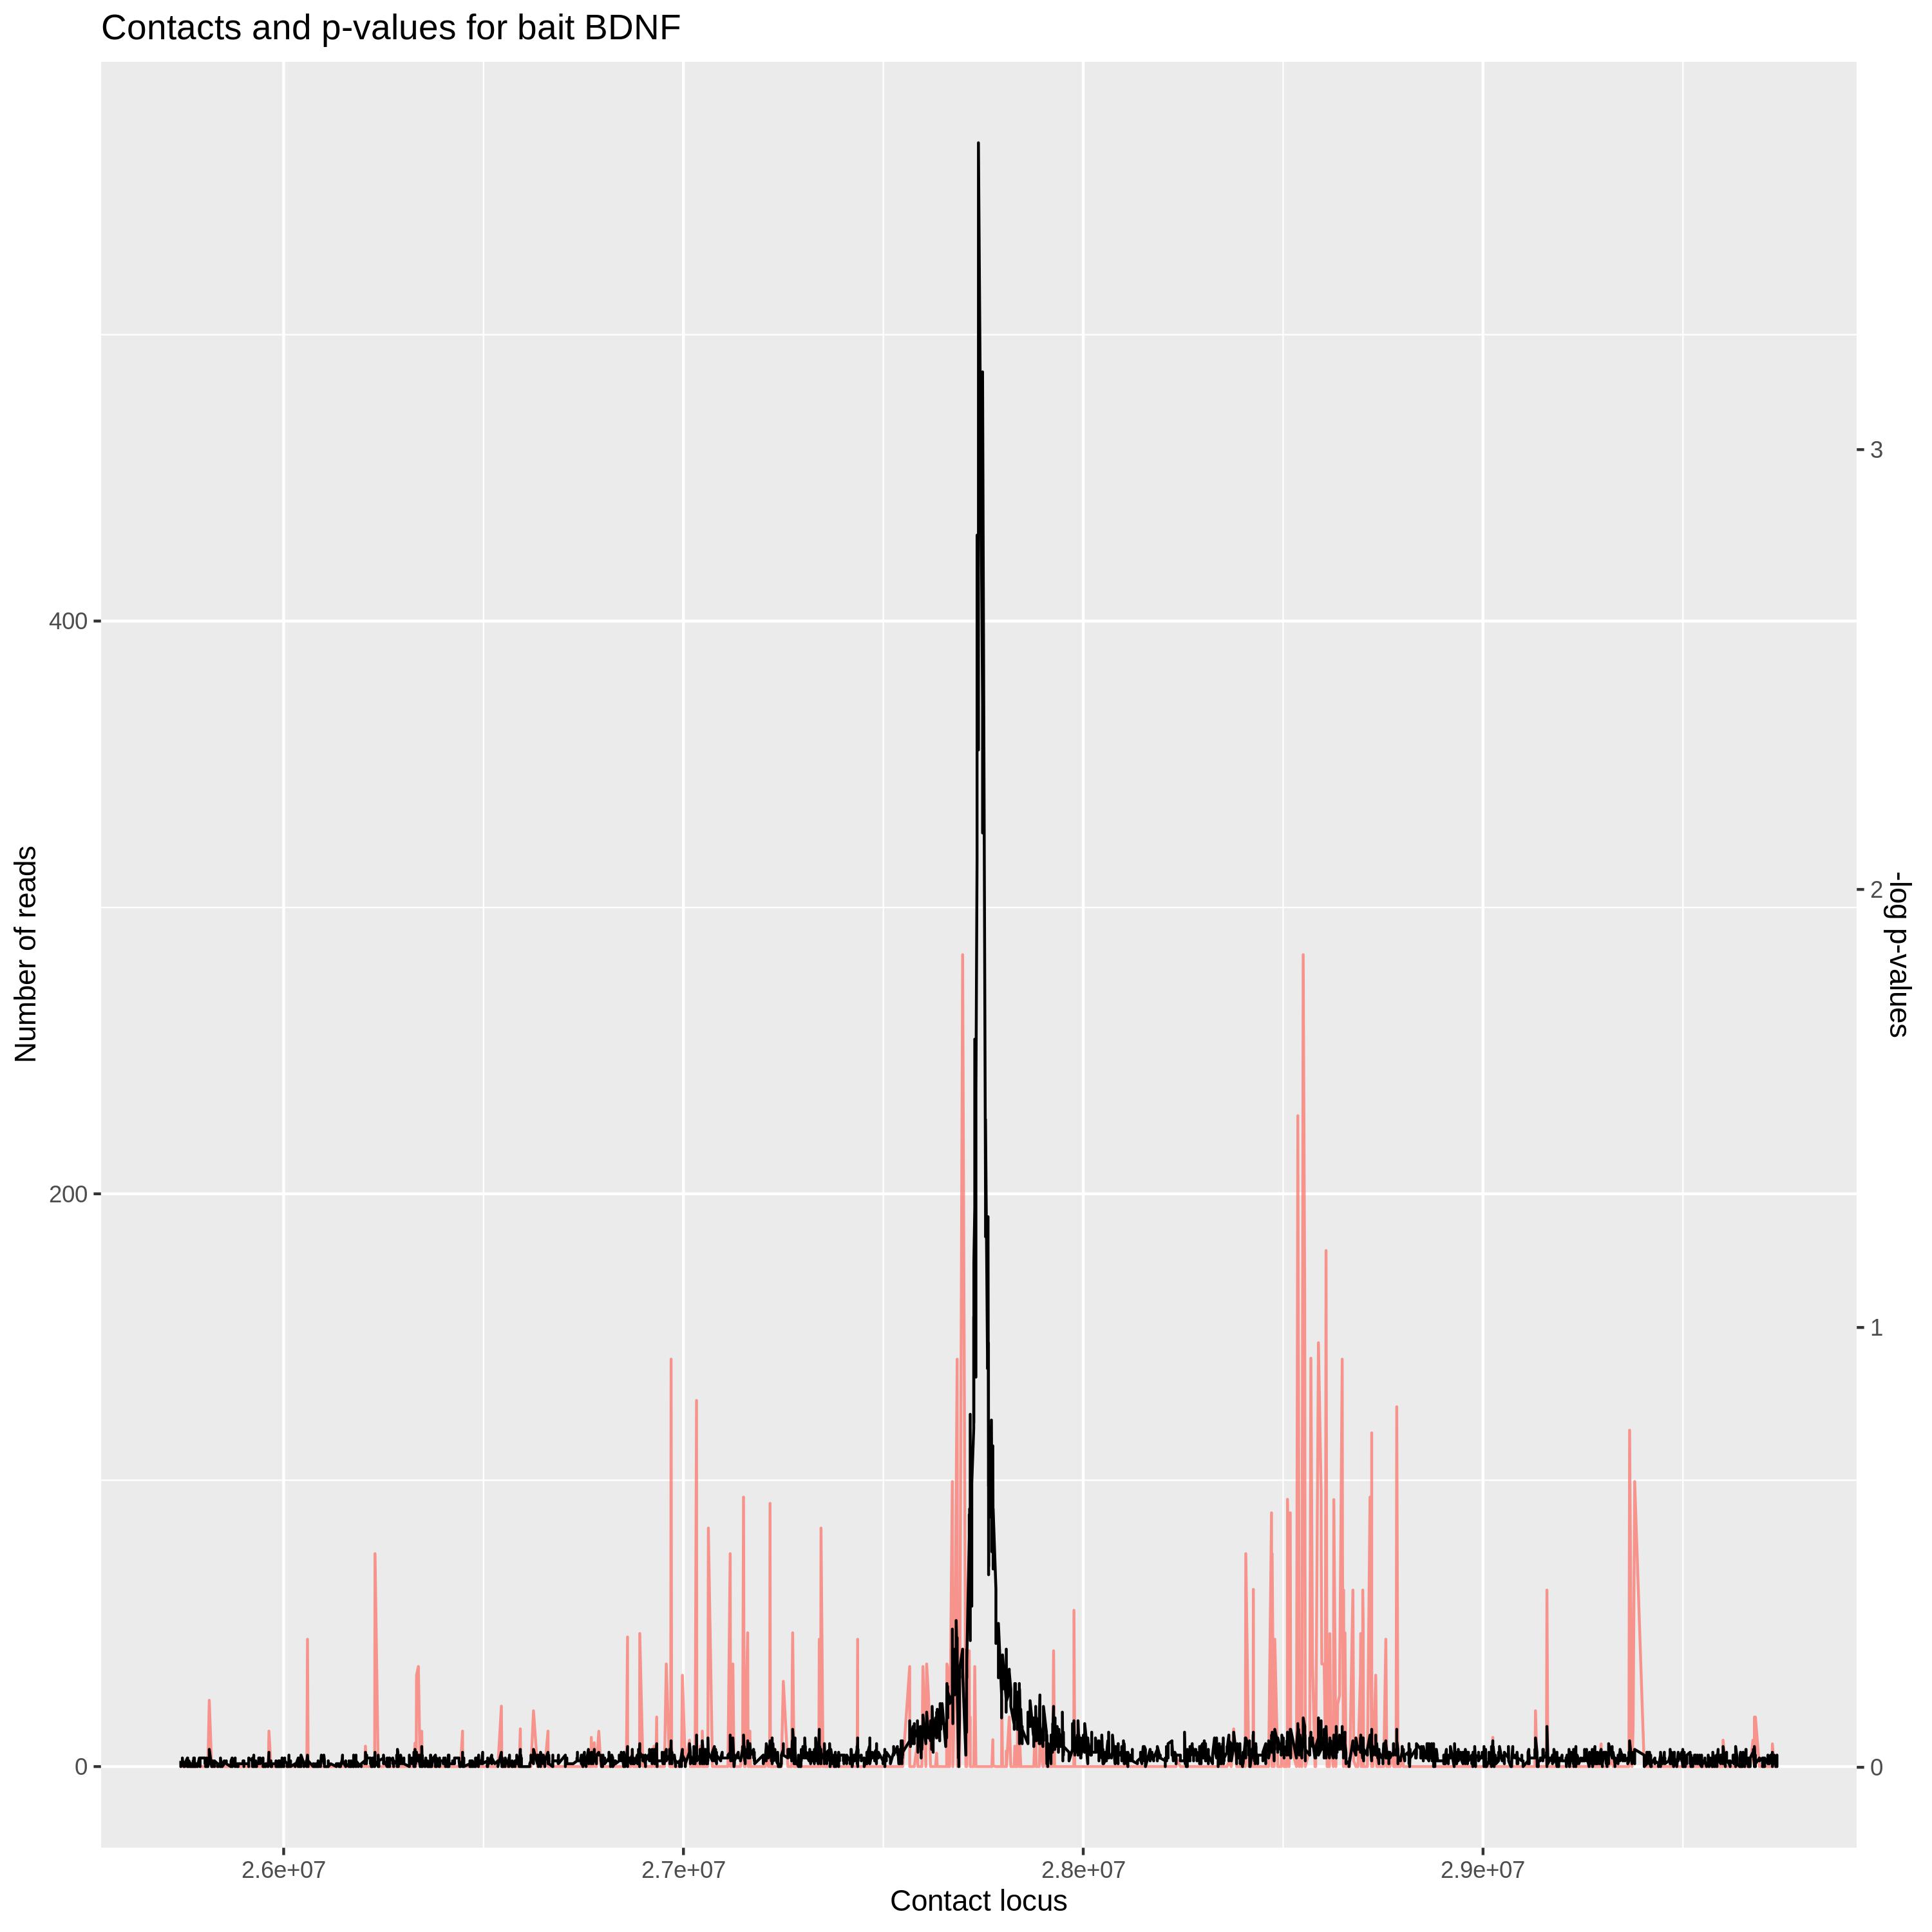 Contacts and p-values for bait BDNF
Number of reads
400
200
0
3
2
1
0
-log p-values
2.6e+07
2.7e+07
2.8e+07
2.9e+07
Contact locus